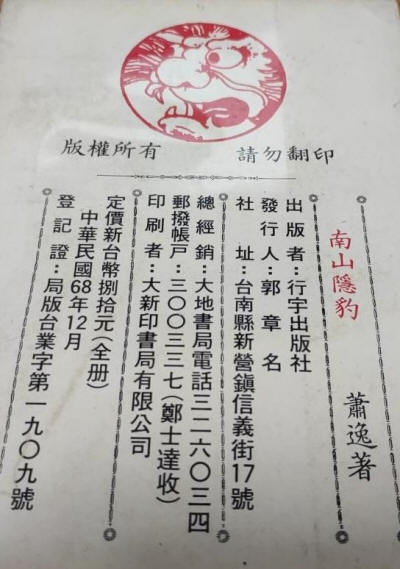 版權所有 請勿翻印
南山隱豹
蕭逸著
出版者：行宇出版社
發行人：郭章名
社址：台南縣新營鎮信義街17號
總經銷：大地書局電話三二六〇三四
郵撥帳戶：三〇〇三三七(鄭士達收)
印刷者：大新印書局有限公司
定價新台幣捌拾元(全册)
中華民國68年12月
登記證：局版台業字第一九〇九號